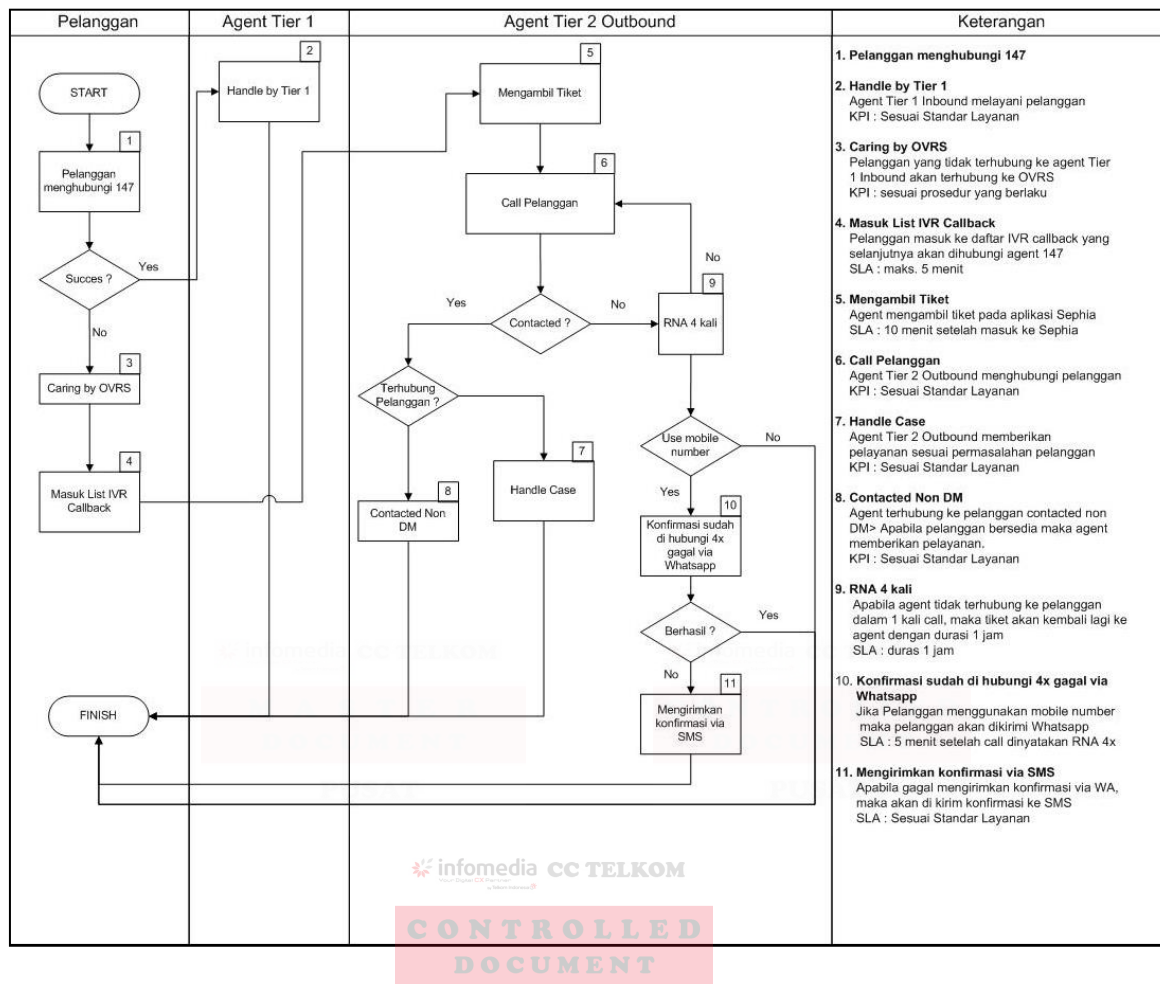 Pelanggan
Agent Tier 1
Agent Tier 2 Outbound
Keterangan
START
1
Pelanggan
menghubungi 147
Succes ?
Yes
No
3
Caring by OVRS
4
Masuk List IVR
Callback
FINISH
2
Handle by Tier 1
5
Mengambil Tiket
6
Call Pelanggan
No
Contacted ?
Yes
No
9
RNA 4 kali
Terhubung
Pelanggan ?
7
Handle Case
8
Contacted Non
DM
Use mobile
number
No
Yes
10
Konfirmasi sudah
di hubungi 4x
gagal via
Whatsapp
Berhasil ?
Yes
No
11
Mengirimkan
konfirmasi via
SMS
1. Pelanggan menghubungi 147
2. Handle by Tier 1
Agent Tier 1 Inbound melayani pelanggan
KPI : Sesuai Standar Layanan
3. Caring by OVRS
Pelanggan yang tidak terhubung ke agent Tier
1 Inbound akan terhubung ke OVRS
KPI : sesuai prosedur yang berlaku
4. Masuk List IVR Callback
Pelanggan masuk ke daftar IVR callback yang
selanjutnya akan dihubungi agent 147
SLA : maks. 5 menit
5. Mengambil Tiket
Agent mengambil tiket pada aplikasi Sephia
SLA : 10 menit setelah masuk ke Sephia
6. Call Pelanggan
Agent Tier 2 Outbound menghubungi pelanggan
KPI : Sesuai Standar Layanan
7. Handle Case
Agent Tier 2 Outbound memberikan
pelayanan sesuai permasalahan pelanggan
KPI : Sesuai Standar Layanan
8. Contacted Non DM
Agent terhubung ke pelanggan contacted non
DM> Apabila pelanggan bersedia maka agent
memberikan pelayanan.
KPI : Sesuai Standar Layanan
9. RNA 4 kali
Apabila agent tidak terhubung ke pelanggan
dalam 1 kali call, maka tiket akan kembali lagi ke
agent dengan durasi 1 jam
SLA : duras 1 jam
10. Konfirmasi sudah di hubungi 4x gagal via
Whatsapp
Jika Pelanggan menggunakan mobile number
maka pelanggan akan dikirimi Whatsapp
SLA : 5 menit setelah call dinyatakan RNA 4x
11. Mengirimkan konfirmasi via SMS
Apabila gagal mengirimkan konfirmasi via WA,
maka akan di kirim konfirmasi ke SMS
SLA : Sesuai Standar Layanan
infomedia CC TELKOM
CONTROLLED
DOCUMENT